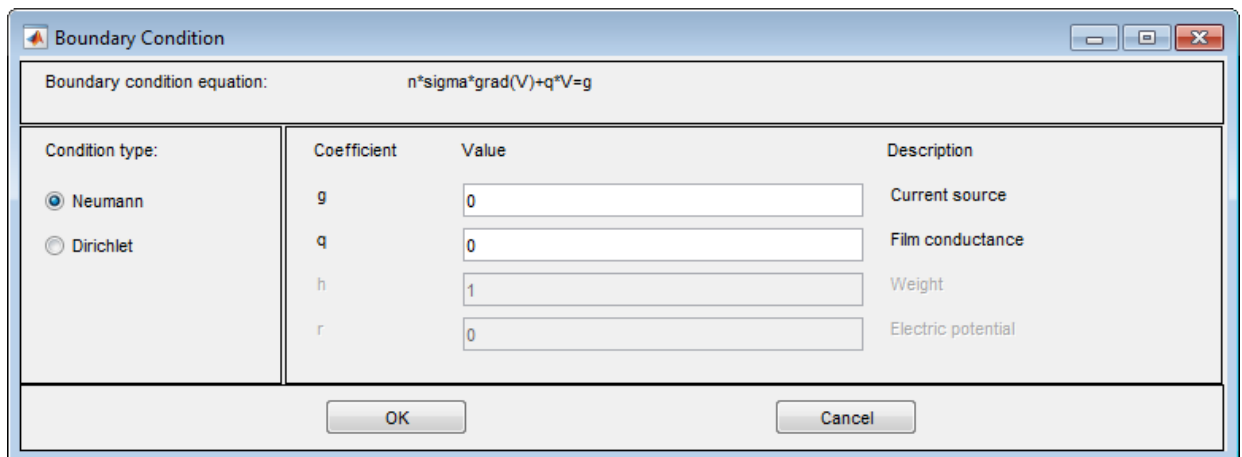 Boundary Condition
Boundary condition equation: n*sigma*grad(V)+q*V=g
Condition type:
Neumann
Dirichlet
Coefficient Value Description
g 0 Current source
q 0 Film conductance
h 1 Weight
r 0 Electric potential
OK Cancel